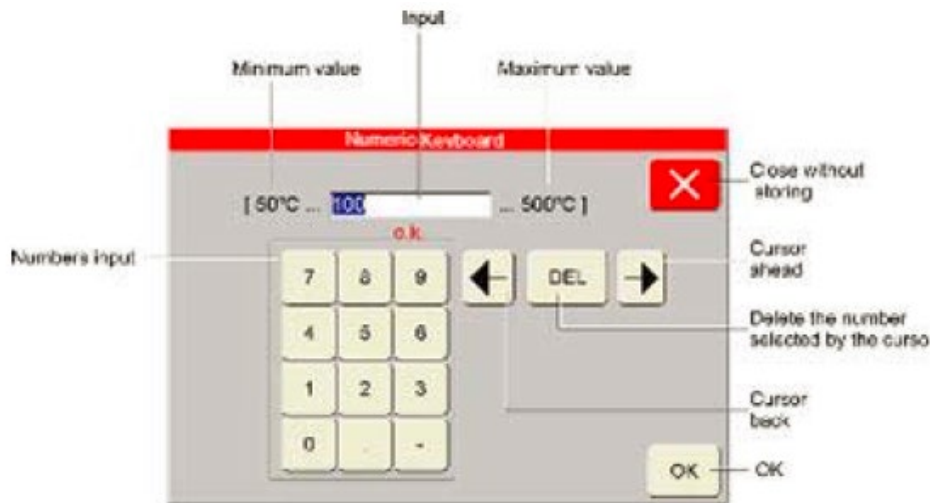 Input
Minimum value
Maximum value
Numeric Keyboard
[ 50°C ... 100 ... 500°C ]
Close without
storing
o.k.
Numbers input
7 8 9 DEL
Cursor
ahead
4 5 6
Delete the number
selected by the curso
1 2 3
Cursor
back
0 . -
OK OK